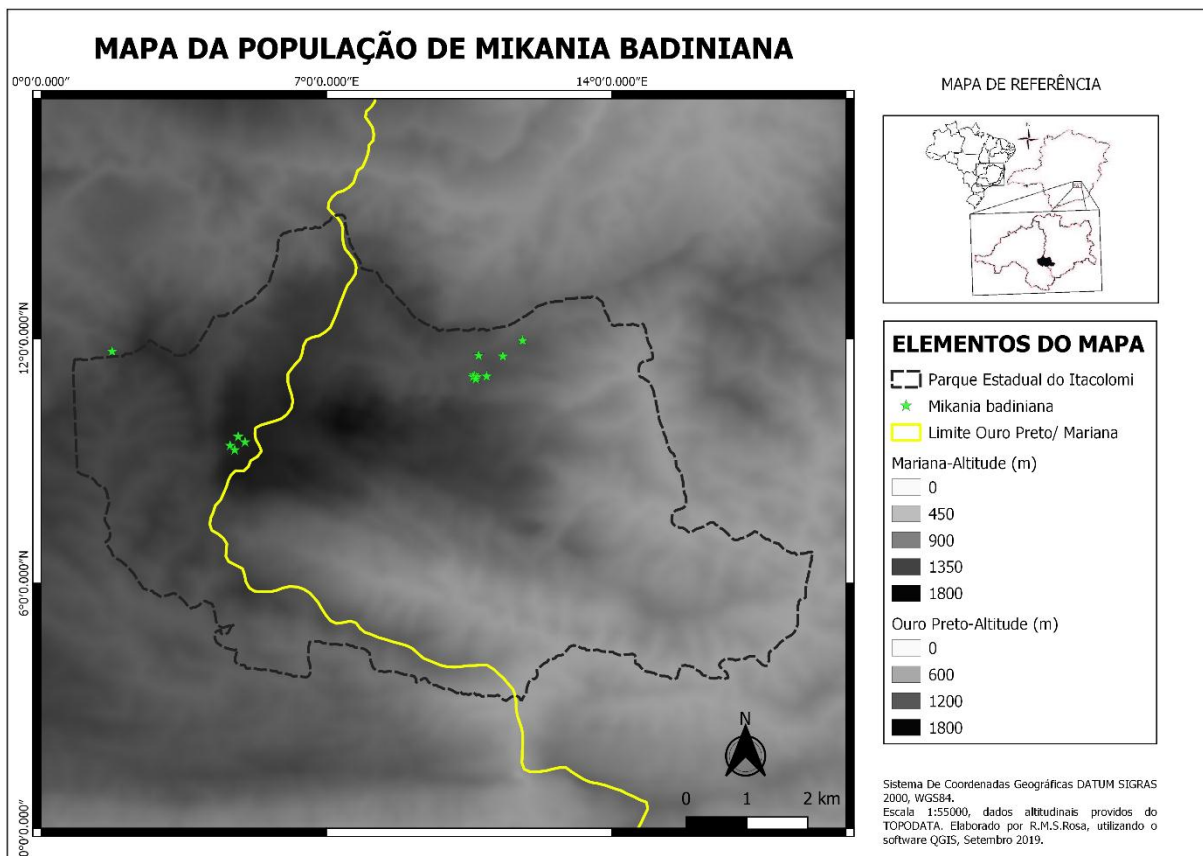 MAPA DA POPULAÇÃO DE MIKANIA BADINIANA
0°0'0.000" 7°0'0.000"E 14°0'0.000"E
12°0'0.000"N
6°0'0.000"N
0°0'0.000"
N
0 1 2 km
MAPA DE REFERÊNCIA
ELEMENTOS DO MAPA
Parque Estadual do Itacolomi
Mikania badiniana
Limite Ouro Preto/ Mariana
Mariana-Altitude (m)
0
450
900
1350
1800
Ouro Preto-Altitude (m)
0
600
1200
1800
Sistema De Coordenadas Geográficas DATUM SIGRAS
2000, WGS84.
Escala 1:55000, dados altitudinais providos do
TOPODATA. Elaborado por R.M.S.Rosa, utilizando o
software QGIS, Setembro 2019.